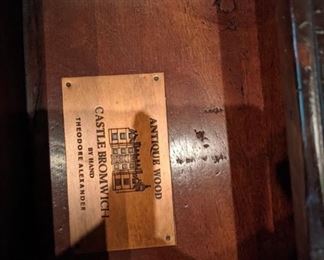 ANTIQUE WOOD
CASTLE BROMWICH
BY HAND
THEODORE ALEXANDER